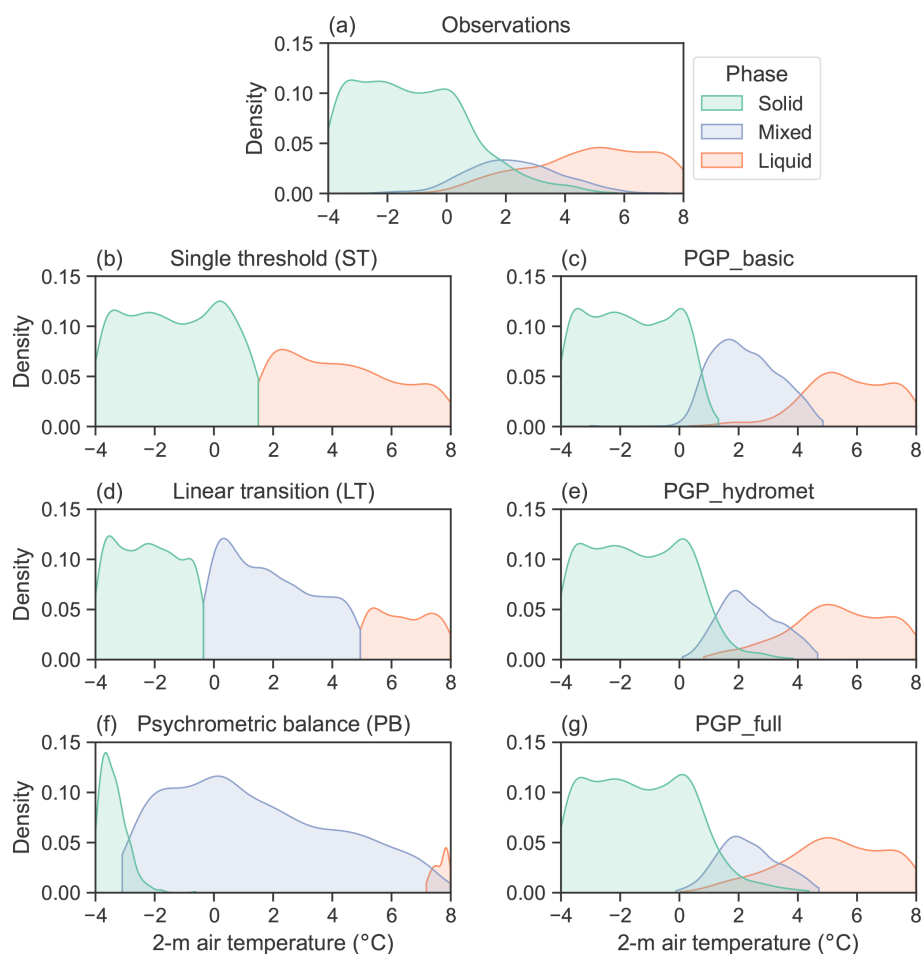 (a) Observations
0.15
0.10
0.05
0.00
Density
−4 −2 0 2 4 6 8
Phase
Solid
Mixed
Liquid
(b) Single threshold (ST)
0.15
0.10
0.05
0.00
Density
−4 −2 0 2 4 6 8
(c) PGP_basic
0.15
0.10
0.05
0.00
−4 −2 0 2 4 6 8
(d) Linear transition (LT)
0.15
0.10
0.05
0.00
Density
−4 −2 0 2 4 6 8
(e) PGP_hydromet
0.15
0.10
0.05
0.00
−4 −2 0 2 4 6 8
(f) Psychrometric balance (PB)
0.15
0.10
0.05
0.00
Density
−4 −2 0 2 4 6 8
2-m air temperature (°C)
(g) PGP_full
0.15
0.10
0.05
0.00
−4 −2 0 2 4 6 8
2-m air temperature (°C)